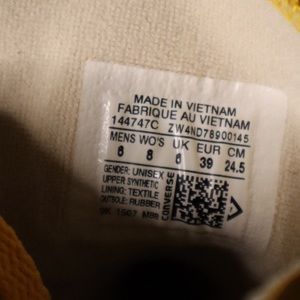 MADE IN VIETNAM
FABRIQUE AU VIETNAM
144747C ZW4ND78900145
MENS WO'S UK EUR CM
6 8 6 39 24.5
GENDER: UNISEX
UPPER: SYNTHETIC
LINING: TEXTILE
OUTSOLE: RUBBER
1507
CONVERSE